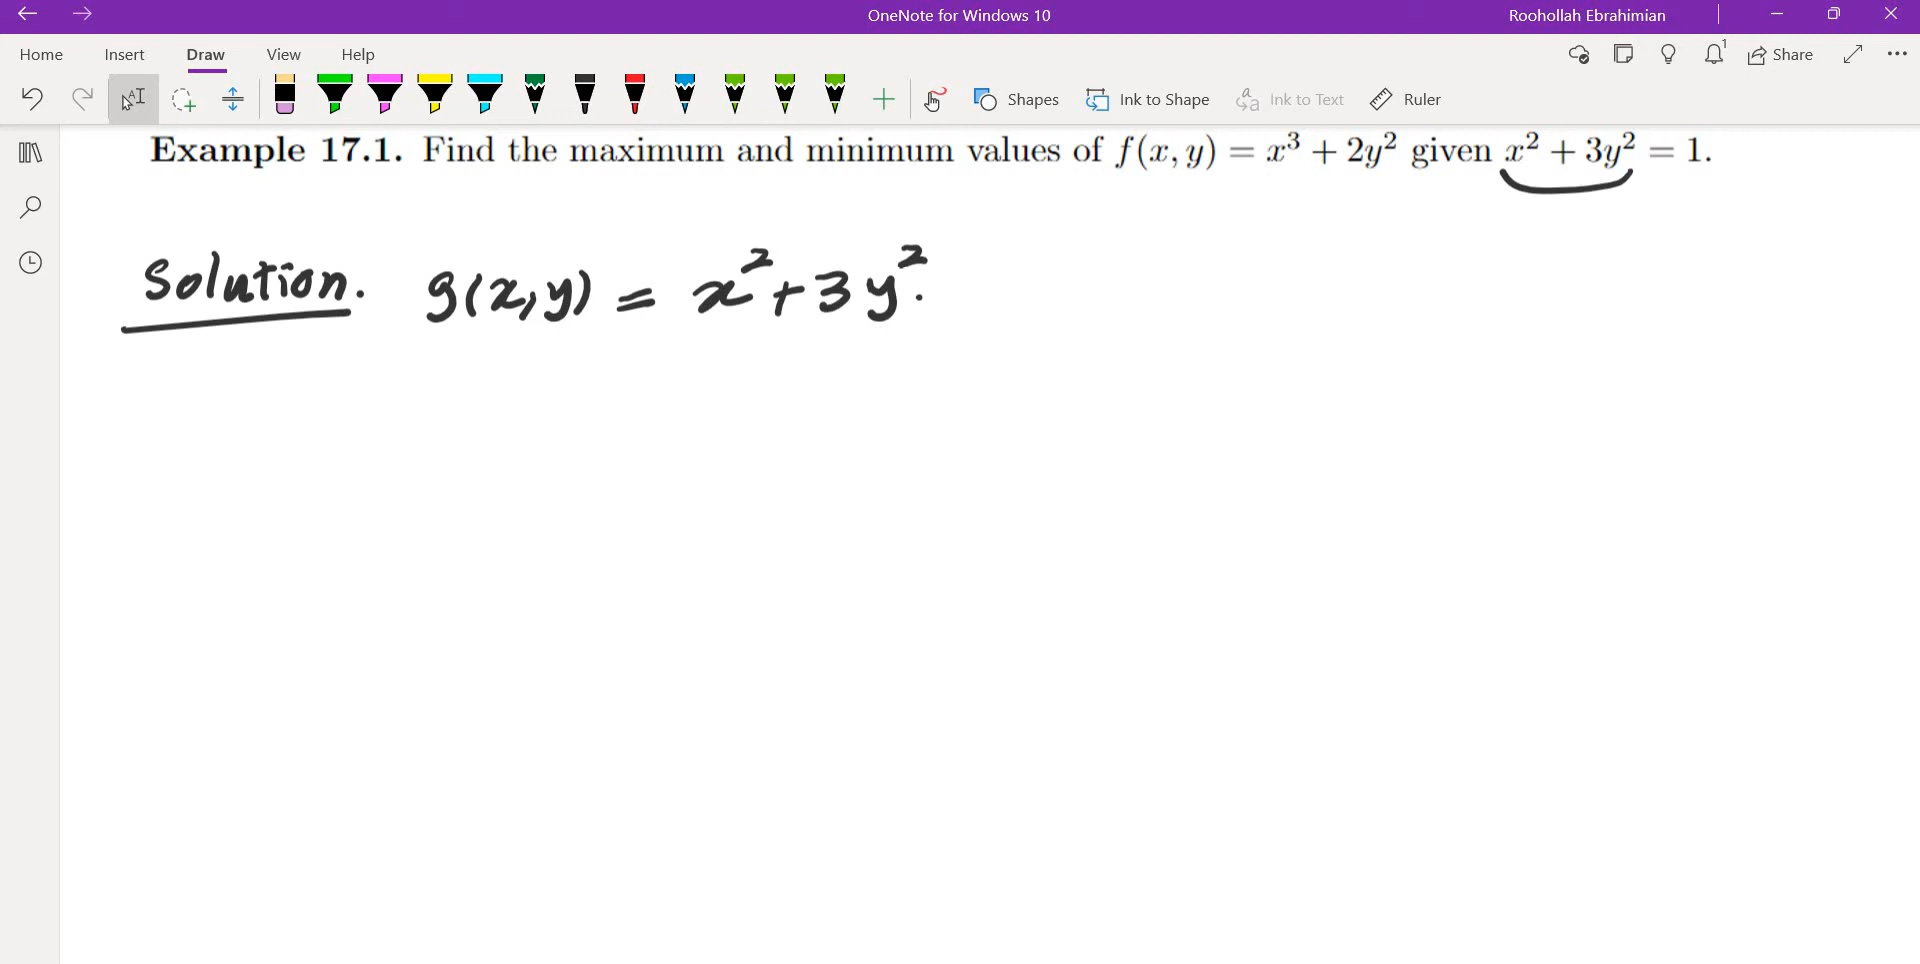 OneNote for Windows 10
Roohollah Ebrahimian
Home Insert Draw View Help
1
Share
Shapes Ink to Shape Ink to Text Ruler
Example 17.1. Find the maximum and minimum values of f(x, y) = x³ + 2y² given x² + 3y² = 1.
Solution. g(x,y) = x² + 3y².